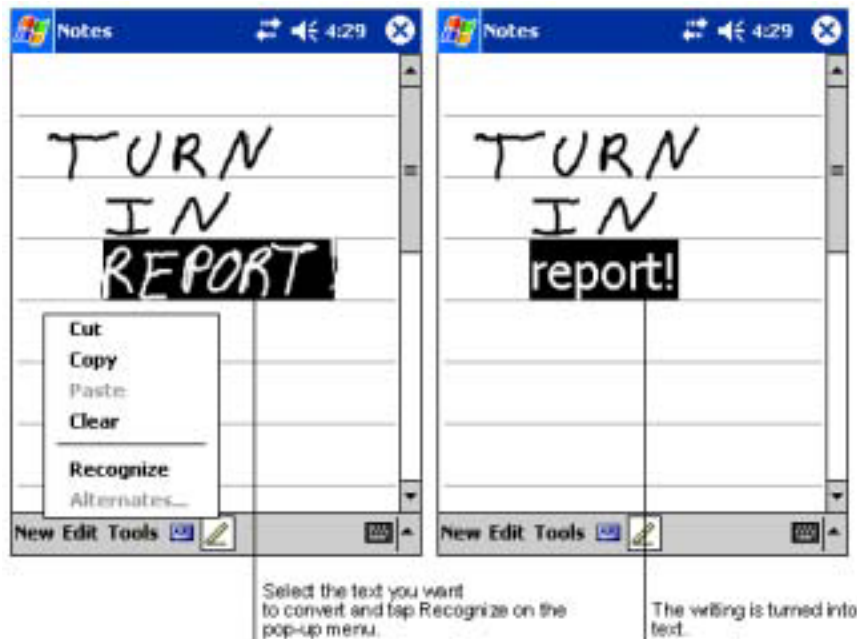 Notes 4:29
TURN
IN
REPORT!
Cut
Copy
Paste
Clear
Recognize
Alternates...
New Edit Tools
Select the text you want
to convert and tap Recognize on the
pop-up menu.
Notes 4:29
TURN
IN
report!
New Edit Tools
The writing is turned into
text.